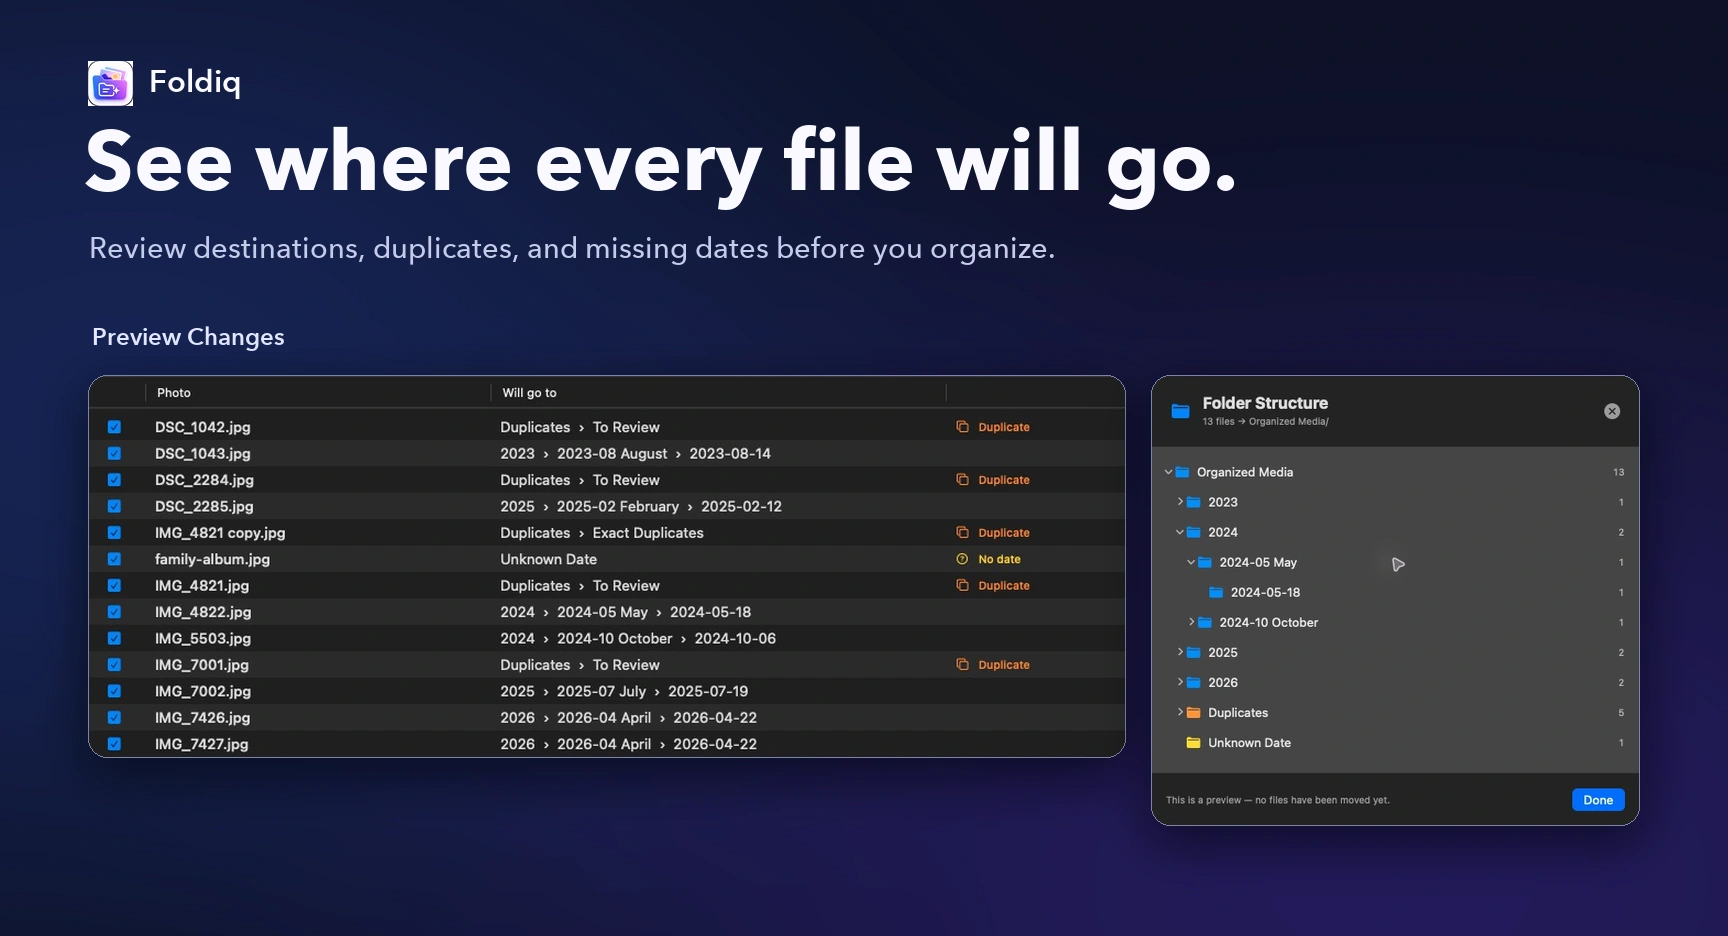 Foldiq
See where every file will go.
Review destinations, duplicates, and missing dates before you organize.
Preview Changes
Photo Will go to
DSC_1042.jpg Duplicates › To Review Duplicate
DSC_1043.jpg 2023 › 2023-08 August › 2023-08-14
DSC_2284.jpg Duplicates › To Review Duplicate
DSC_2285.jpg 2025 › 2025-02 February › 2025-02-12
IMG_4821 copy.jpg Duplicates › Exact Duplicates Duplicate
family-album.jpg Unknown Date No date
IMG_4821.jpg Duplicates › To Review Duplicate
IMG_4822.jpg 2024 › 2024-05 May › 2024-05-18
IMG_5503.jpg 2024 › 2024-10 October › 2024-10-06
IMG_7001.jpg Duplicates › To Review Duplicate
IMG_7002.jpg 2025 › 2025-07 July › 2025-07-19
IMG_7426.jpg 2026 › 2026-04 April › 2026-04-22
IMG_7427.jpg 2026 › 2026-04 April › 2026-04-22
Folder Structure
13 files → Organized Media/
Organized Media 13
2023 1
2024 2
2024-05 May 1
2024-05-18 1
2024-10 October 1
2025 2
2026 2
Duplicates 5
Unknown Date 1
This is a preview — no files have been moved yet. Done